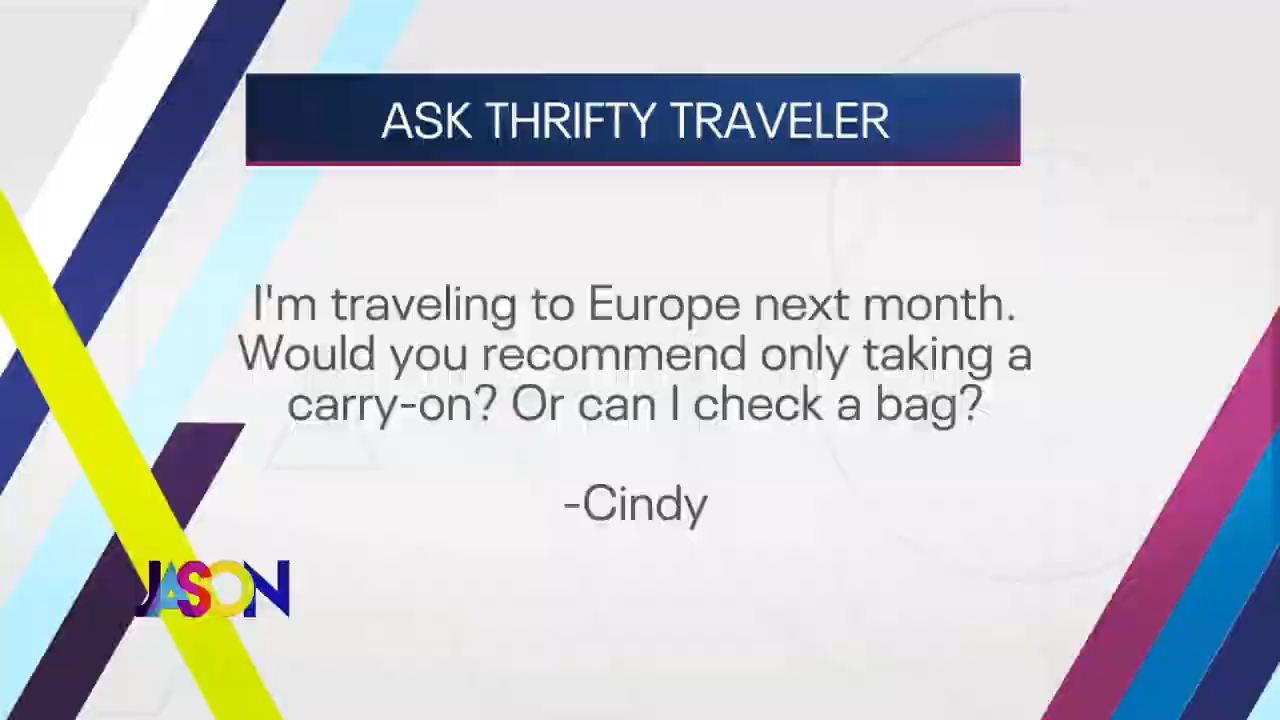 ASK THRIFTY TRAVELER
I'm traveling to Europe next month.
Would you recommend only taking a
carry-on? Or can I check a bag?
-Cindy
JASON